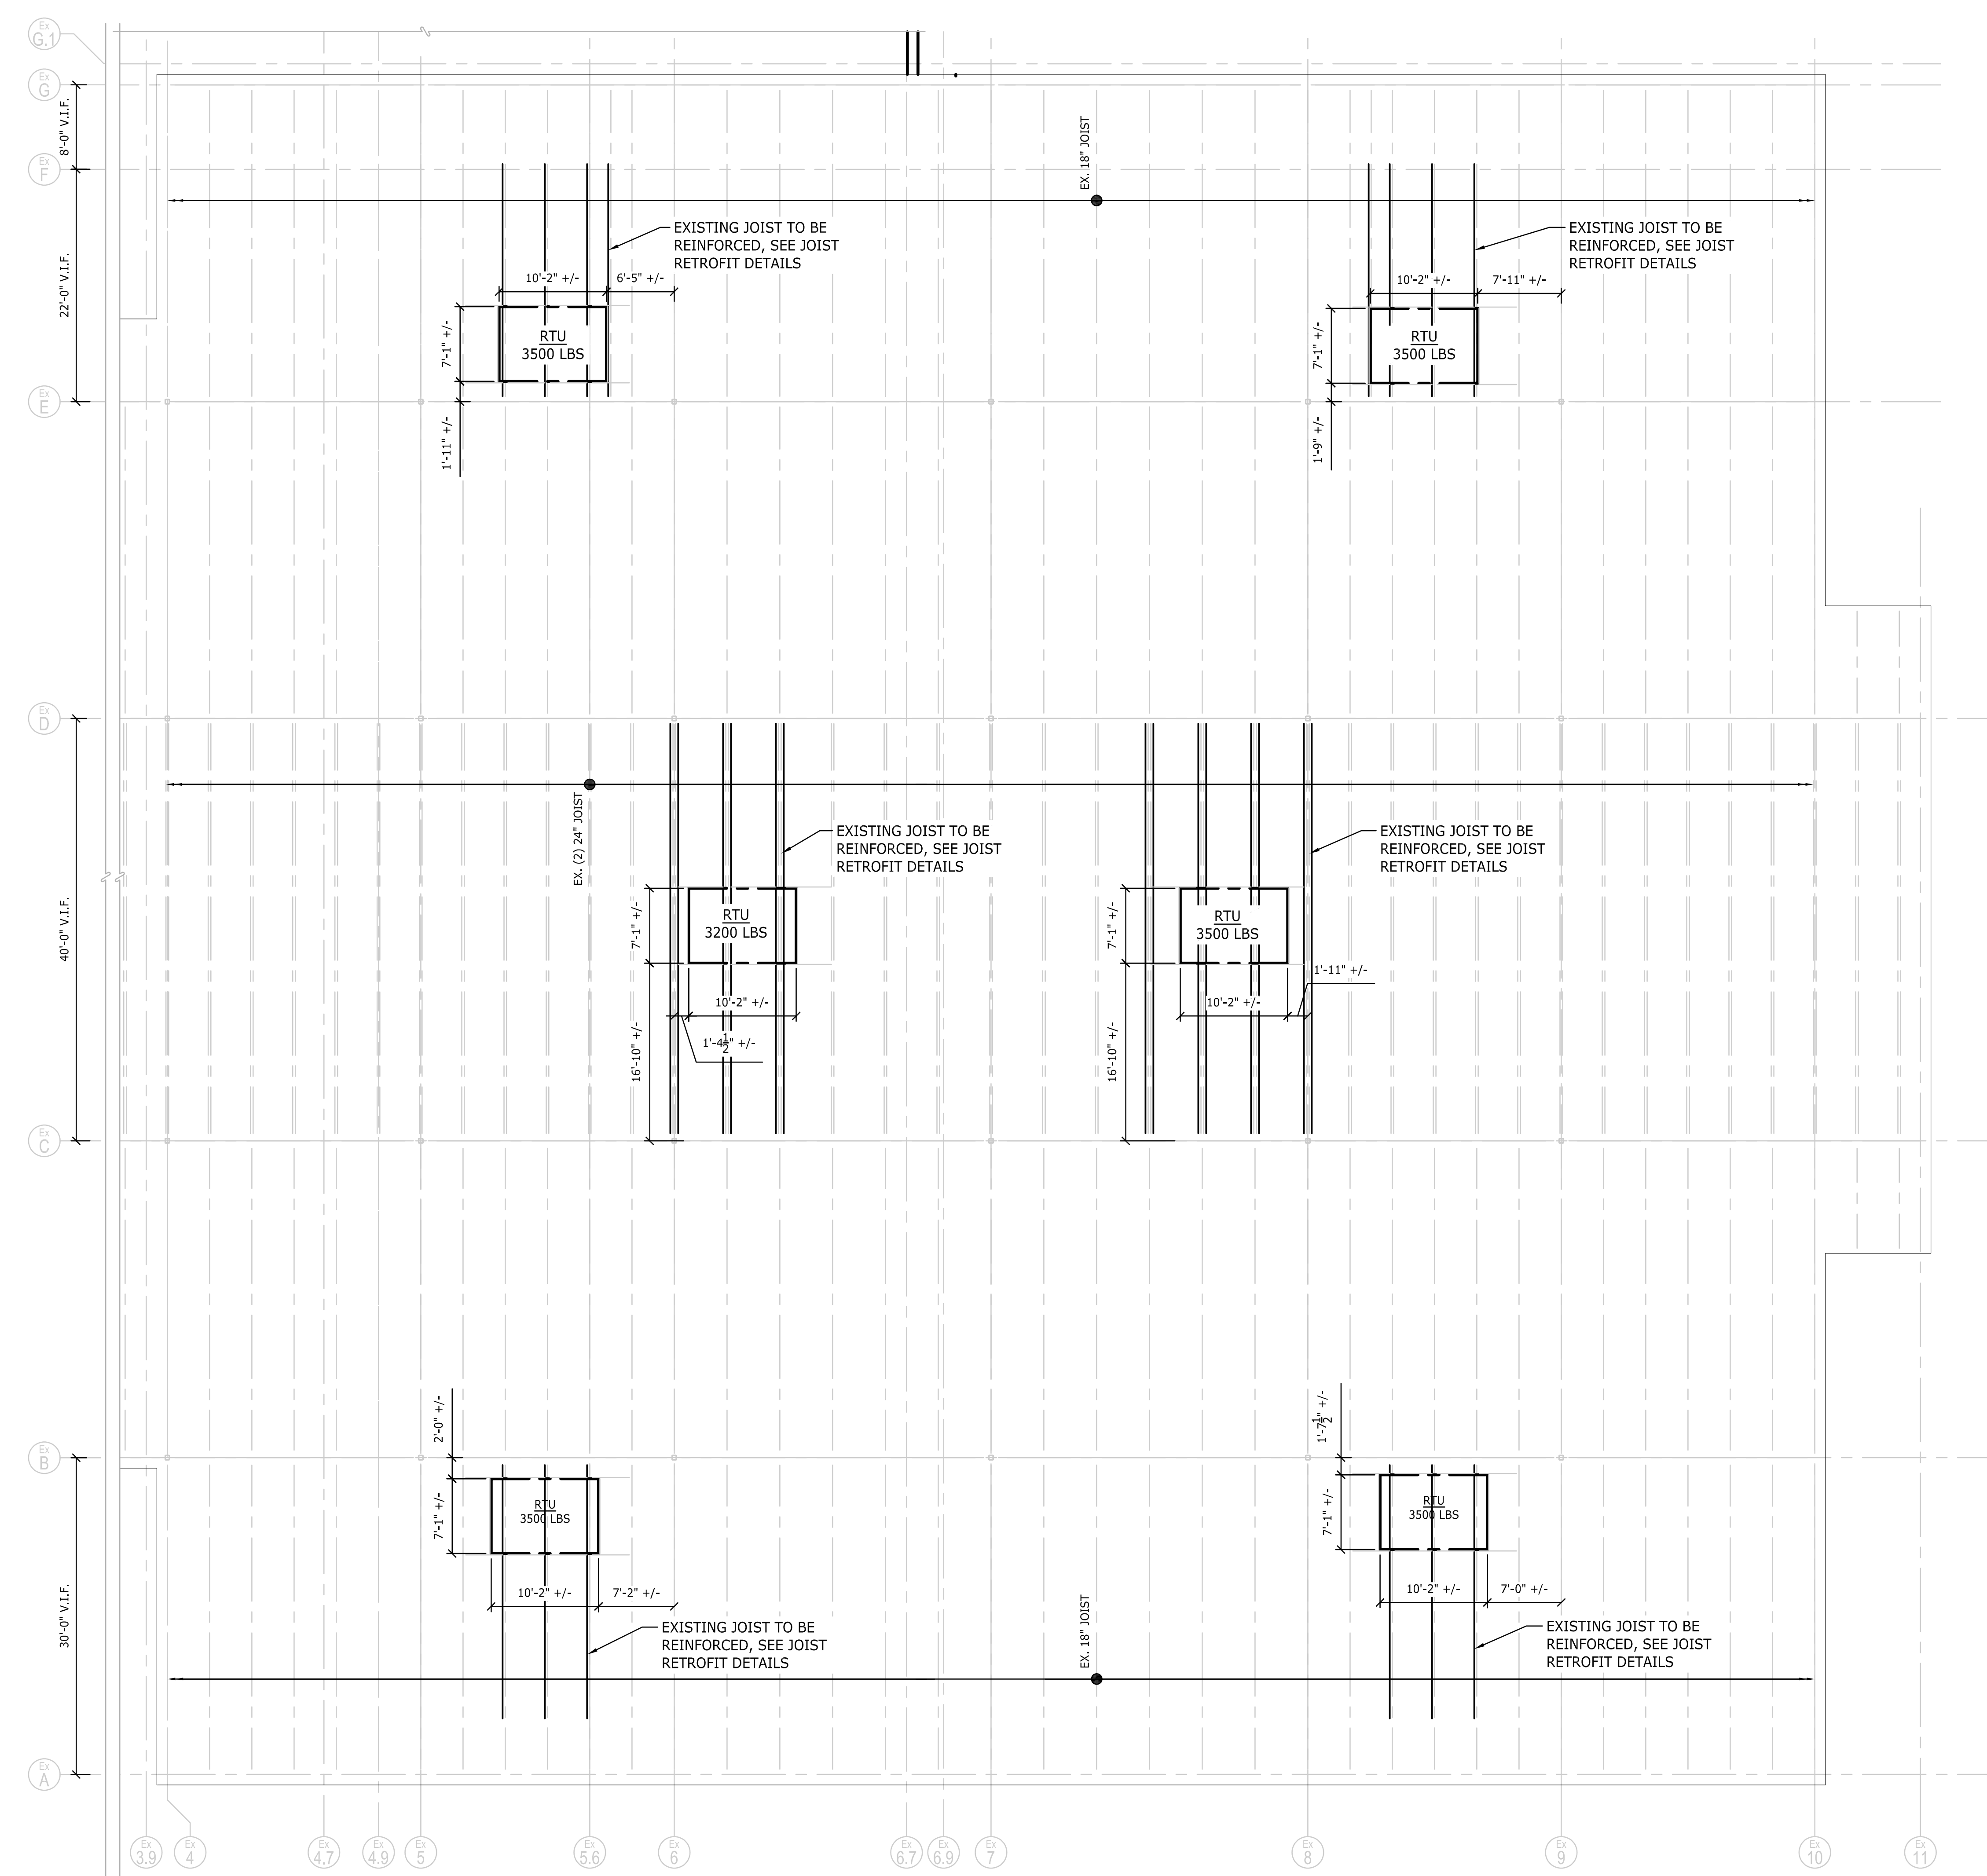 Ex
G.1
Ex
G
8'-0" V.I.F.
Ex
F
EX. 18" JOIST
22'-0" V.I.F.
EXISTING JOIST TO BE
REINFORCED, SEE JOIST
RETROFIT DETAILS
10'-2" +/-
6'-5" +/-
7'-1" +/-
RTU
3500 LBS
1'-11" +/-
EXISTING JOIST TO BE
REINFORCED, SEE JOIST
RETROFIT DETAILS
10'-2" +/-
7'-11" +/-
7'-1" +/-
RTU
3500 LBS
1'-9" +/-
Ex
E
Ex
D
EX. (2) 24" JOIST
40'-0" V.I.F.
EXISTING JOIST TO BE
REINFORCED, SEE JOIST
RETROFIT DETAILS
7'-1" +/-
RTU
3200 LBS
10'-2" +/-
1'-4 1/2" +/-
16'-10" +/-
EXISTING JOIST TO BE
REINFORCED, SEE JOIST
RETROFIT DETAILS
7'-1" +/-
RTU
3500 LBS
1'-11" +/-
10'-2" +/-
16'-10" +/-
Ex
C
2'-0" +/-
1'-7 1/2" +/-
Ex
B
7'-1" +/-
RTU
3500 LBS
10'-2" +/-
7'-2" +/-
EXISTING JOIST TO BE
REINFORCED, SEE JOIST
RETROFIT DETAILS
7'-1" +/-
RTU
3500 LBS
10'-2" +/-
7'-0" +/-
EXISTING JOIST TO BE
REINFORCED, SEE JOIST
RETROFIT DETAILS
30'-0" V.I.F.
EX. 18" JOIST
Ex
A
Ex
3.9
Ex
4
Ex
4.7
Ex
4.9
Ex
5
Ex
5.6
Ex
6
Ex
6.7
Ex
6.9
Ex
7
Ex
8
Ex
9
Ex
10
Ex
11